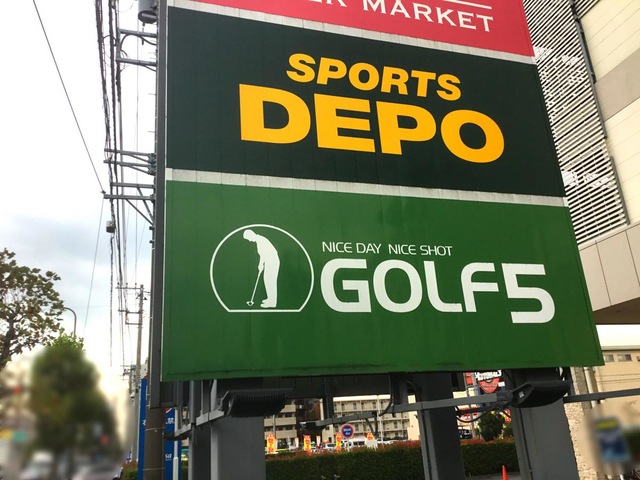 MARKET
SPORTS
DEPO
NICE DAY NICE SHOT
GOLF5